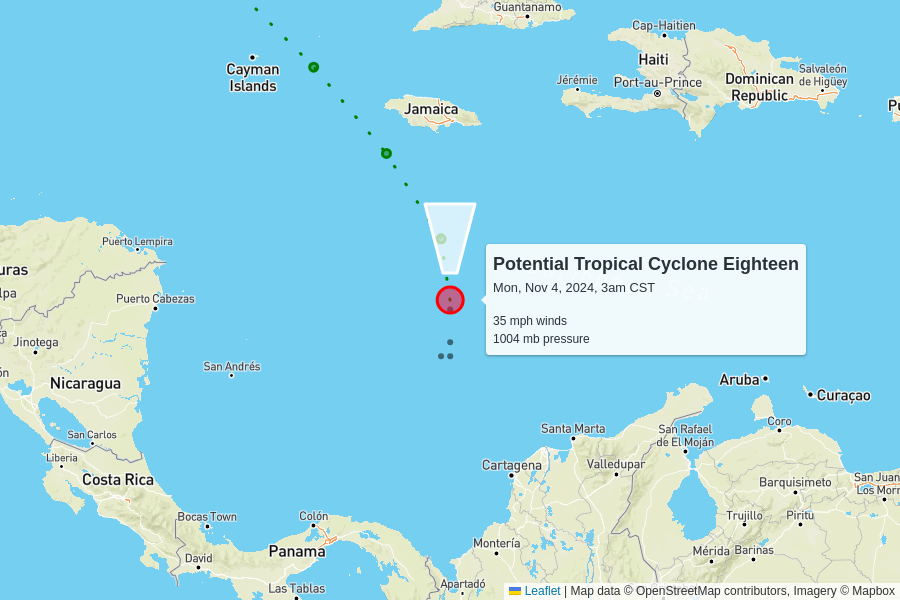 Guantanamo
Cap-Haitien
Haiti
Salvaleón
de Higüey
Cayman
Islands
Jérémie
Port-au-Prince
Dominican
Republic
Jamaica
Pu
Puerto Lempira
uras
lpa
Potential Tropical Cyclone Eighteen
Mon, Nov 4, 2024, 3am CST
35 mph winds
1004 mb pressure
Puerto Cabezas
ca
Jinotega
ón
San Andrés
Nicaragua
Aruba
Curaçao
Coro
San Carlos
Santa Marta
San Rafael
de El Moján
Liberia
Cartagena
Valledupar
Costa Rica
Barquisimeto
San Juan
Los Morr
Bocas Town
Colón
Trujillo
Piritu
Panama
Montería
Mérida
Barinas
David
Las Tablas
Apartadó
Leaflet | Map data © OpenStreetMap contributors, Imagery © Mapbox